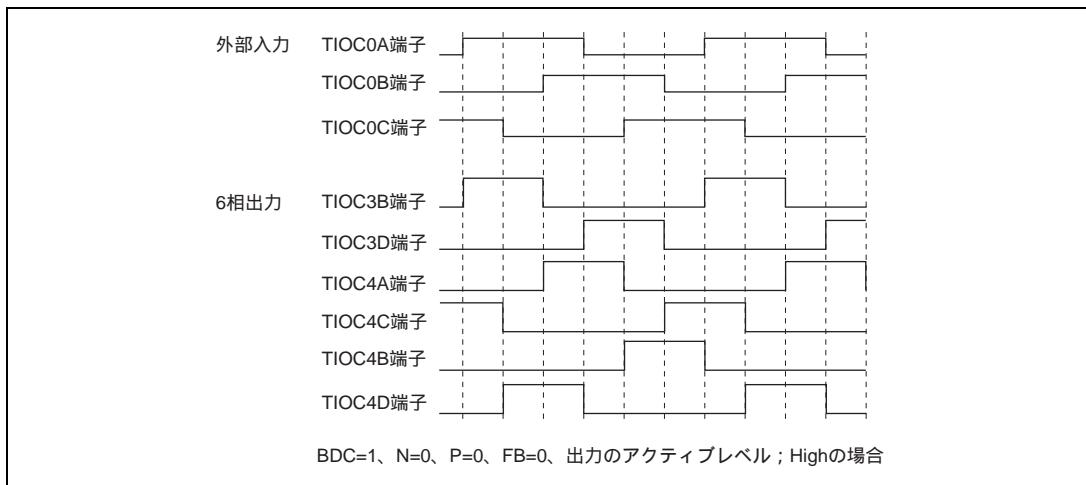 外部入力 TIOC0A端子
TIOC0B端子
TIOC0C端子
6相出力 TIOC3B端子
TIOC3D端子
TIOC4A端子
TIOC4C端子
TIOC4B端子
TIOC4D端子
BDC=1、N=0、P=0、FB=0、出力のアクティブレベル；Highの場合